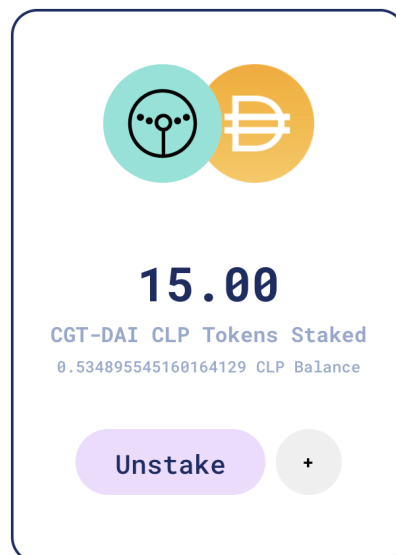 15.00
CGT-DAI CLP Tokens Staked
0.534895545160164129 CLP Balance
Unstake
+